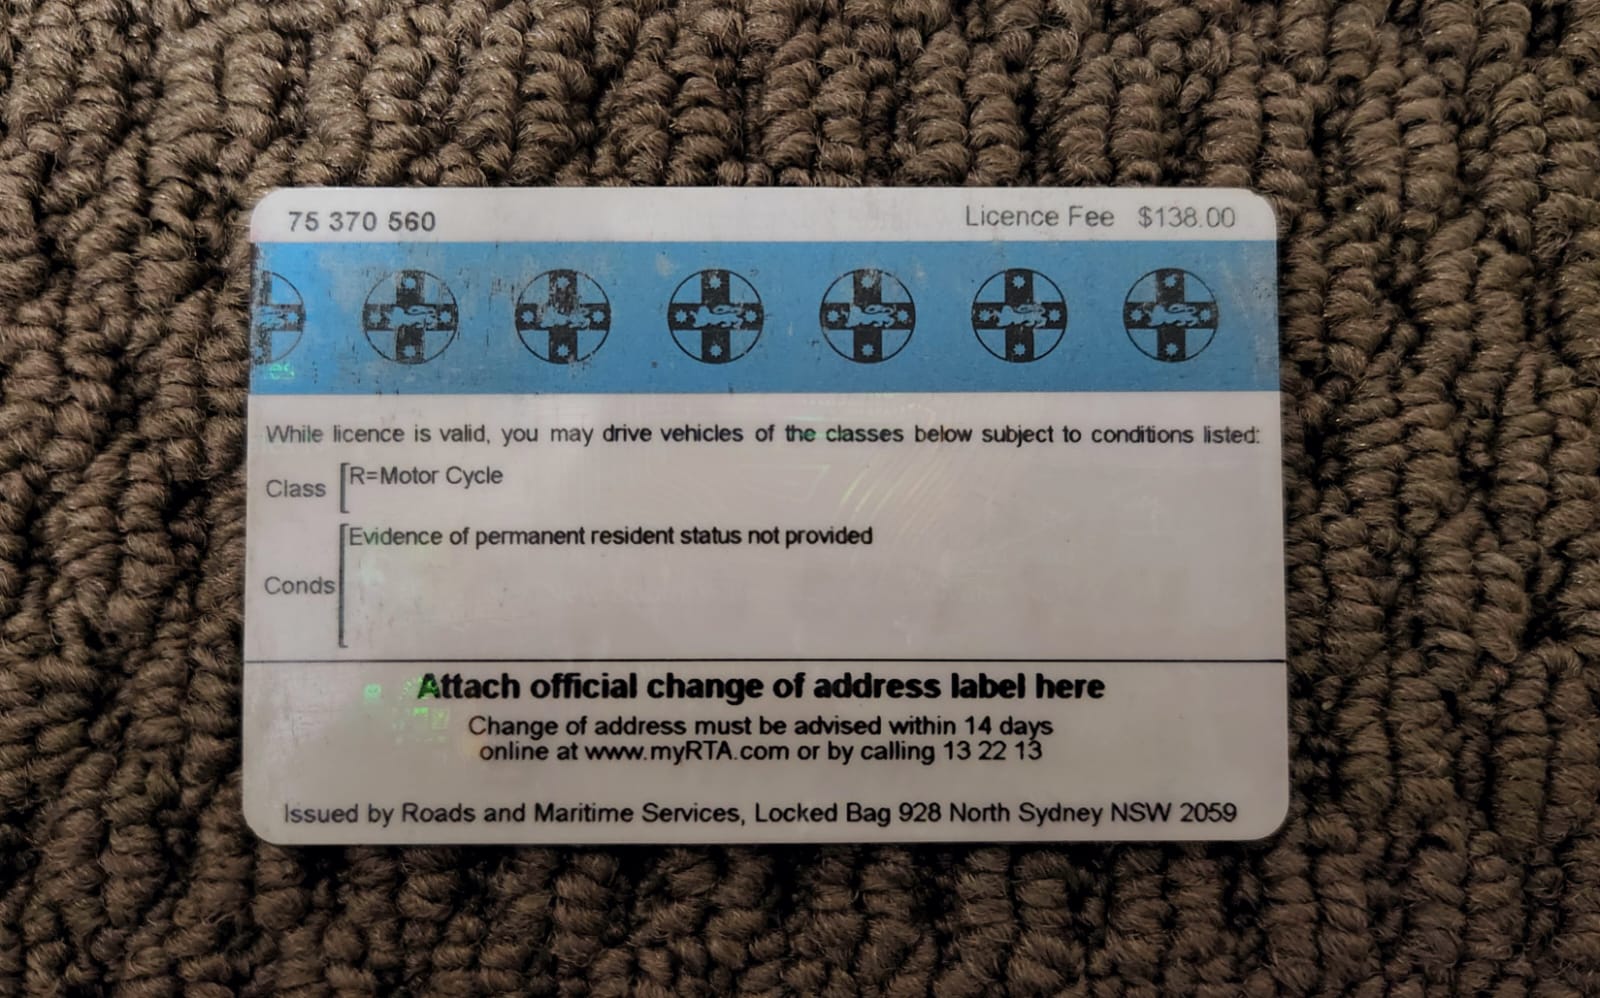 75 370 560 Licence Fee $138.00
es
While licence is valid, you may drive vehicles of the classes below subject to conditions listed:
Class R=Motor Cycle
Evidence of permanent resident status not provided
Conds
Attach official change of address label here
Change of address must be advised within 14 days
online at www.myRTA.com or by calling 13 22 13
Issued by Roads and Maritime Services, Locked Bag 928 North Sydney NSW 2059